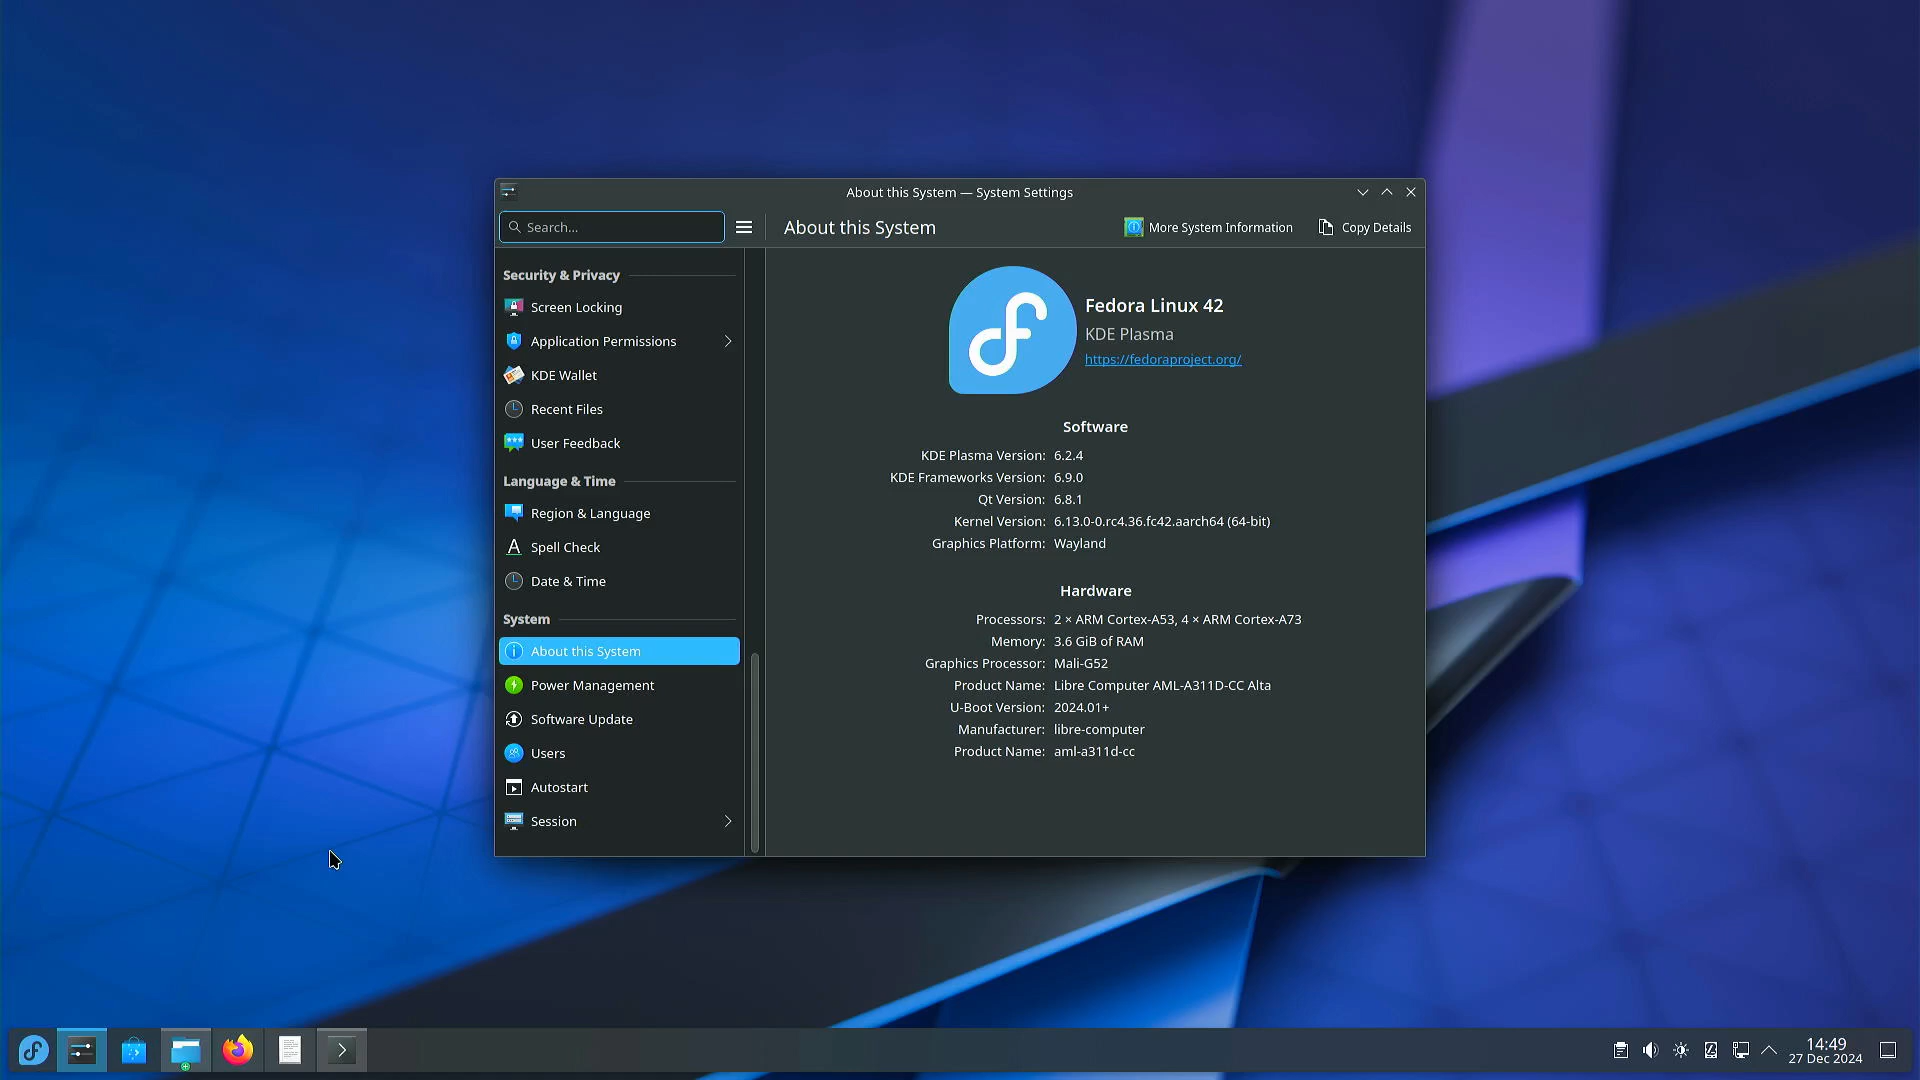 About this System — System Settings
Search...
About this System
More System Information
Copy Details
Security & Privacy
Screen Locking
Application Permissions
KDE Wallet
Recent Files
User Feedback
Language & Time
Region & Language
Spell Check
Date & Time
System
About this System
Power Management
Software Update
Users
Autostart
Session
Fedora Linux 42
KDE Plasma
https://fedoraproject.org/
Software
KDE Plasma Version: 6.2.4
KDE Frameworks Version: 6.9.0
Qt Version: 6.8.1
Kernel Version: 6.13.0-0.rc4.36.fc42.aarch64 (64-bit)
Graphics Platform: Wayland
Hardware
Processors: 2 × ARM Cortex-A53, 4 × ARM Cortex-A73
Memory: 3.6 GiB of RAM
Graphics Processor: Mali-G52
Product Name: Libre Computer AML-A311D-CC Alta
U-Boot Version: 2024.01+
Manufacturer: libre-computer
Product Name: aml-a311d-cc
14:49
27 Dec 2024